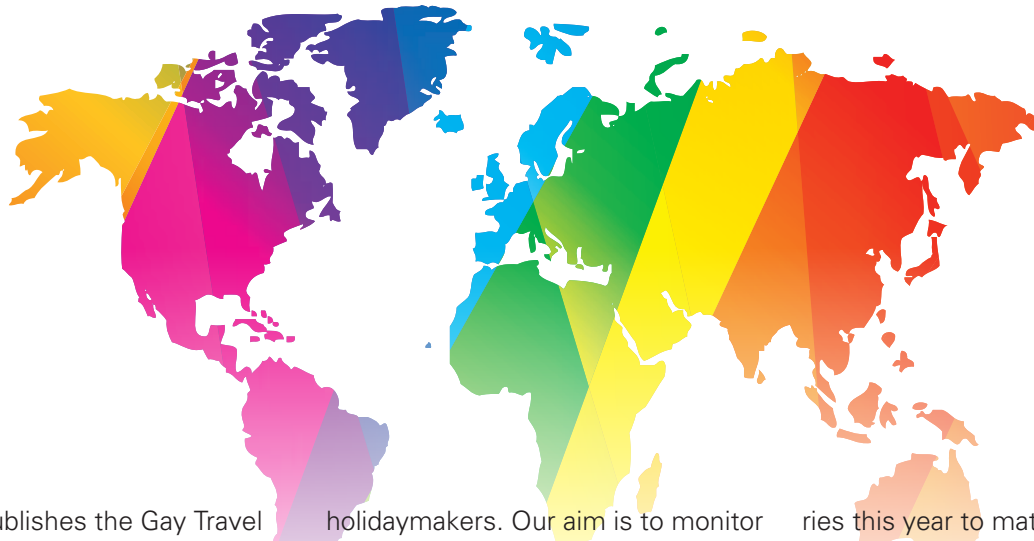 ublishes the Gay Travel
holidaymakers. Our aim is to monitor
ries this year to mat